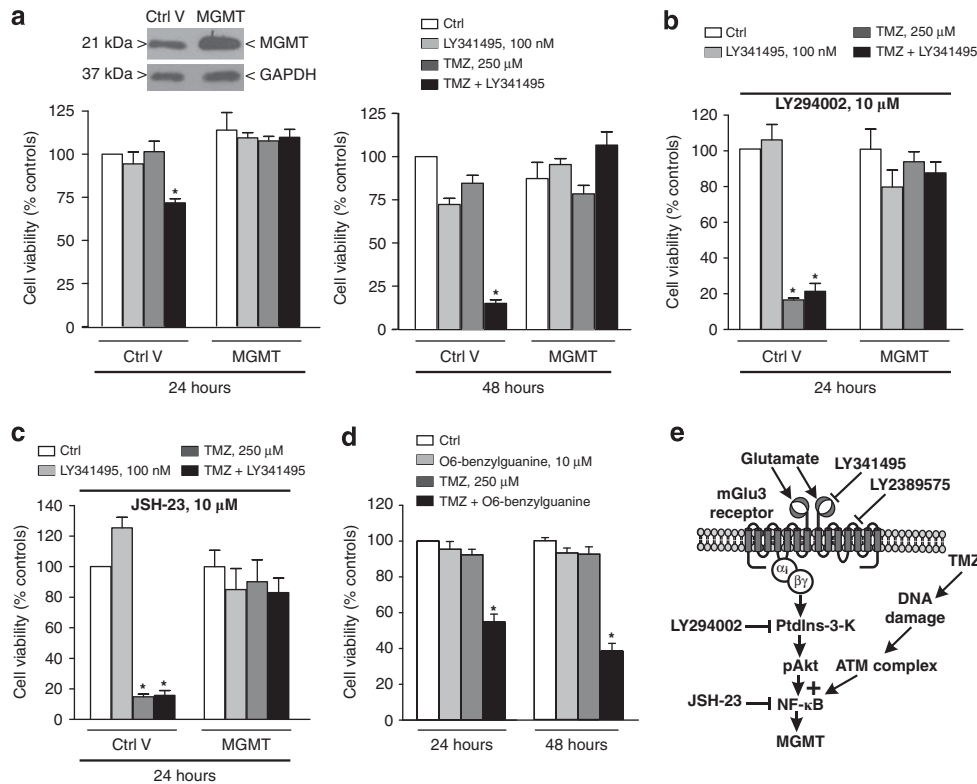 a
Ctrl V MGMT
21 kDa > < MGMT
37 kDa > < GAPDH
Ctrl
LY341495, 100 nM
TMZ, 250 μM
TMZ + LY341495
Cell viability (% controls)
125
100
75
50
25
0
Ctrl V MGMT
24 hours
Cell viability (% controls)
125
100
75
50
25
0
Ctrl V MGMT
48 hours
*
*
b
Ctrl
LY341495, 100 nM
TMZ, 250 μM
TMZ + LY341495
LY294002, 10 μM
Cell viability (% controls)
120
100
80
60
40
20
0
* *
Ctrl V MGMT
24 hours
c
Ctrl
LY341495, 100 nM
TMZ, 250 μM
TMZ + LY341495
JSH-23, 10 μM
Cell viability (% controls)
140
120
100
80
60
40
20
0
* *
Ctrl V MGMT
24 hours
d
Ctrl
O6-benzylguanine, 10 μM
TMZ, 250 μM
TMZ + O6-benzylguanine
Cell viability (% controls)
120
100
80
60
40
20
0
* *
24 hours 48 hours
e
Glutamate
LY341495
LY2389575
mGlu3
receptor
αi
βγ
TMZ
DNA
damage
LY294002 PtdIns-3-K
pAkt
ATM complex
+
JSH-23 NF-κB
MGMT